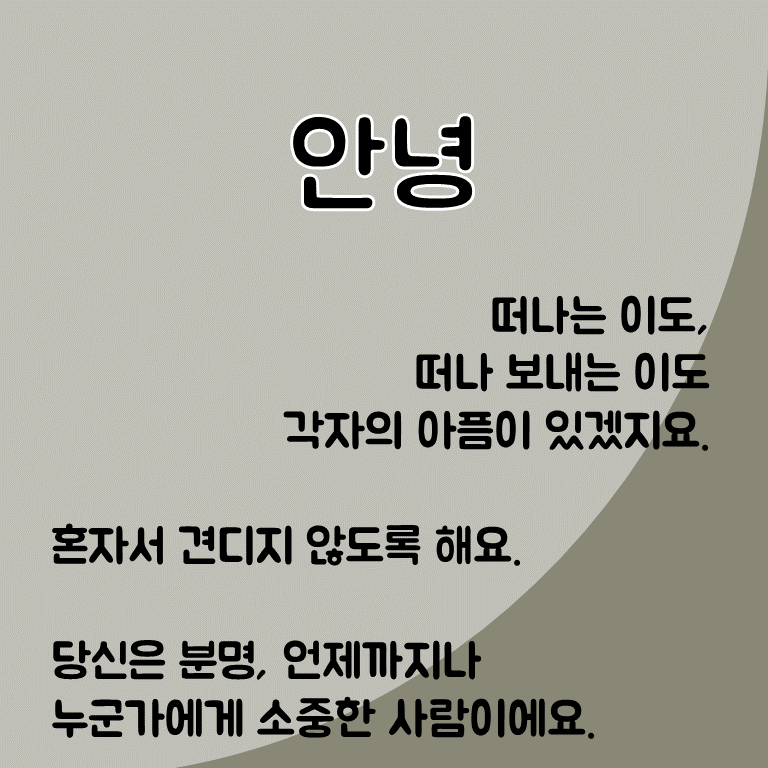 안녕
떠나는 이도,
떠나 보내는 이도
각자의 아픔이 있겠지요.
혼자서 견디지 않도록 해요.
당신은 분명, 언제까지나
누군가에게 소중한 사람이에요.